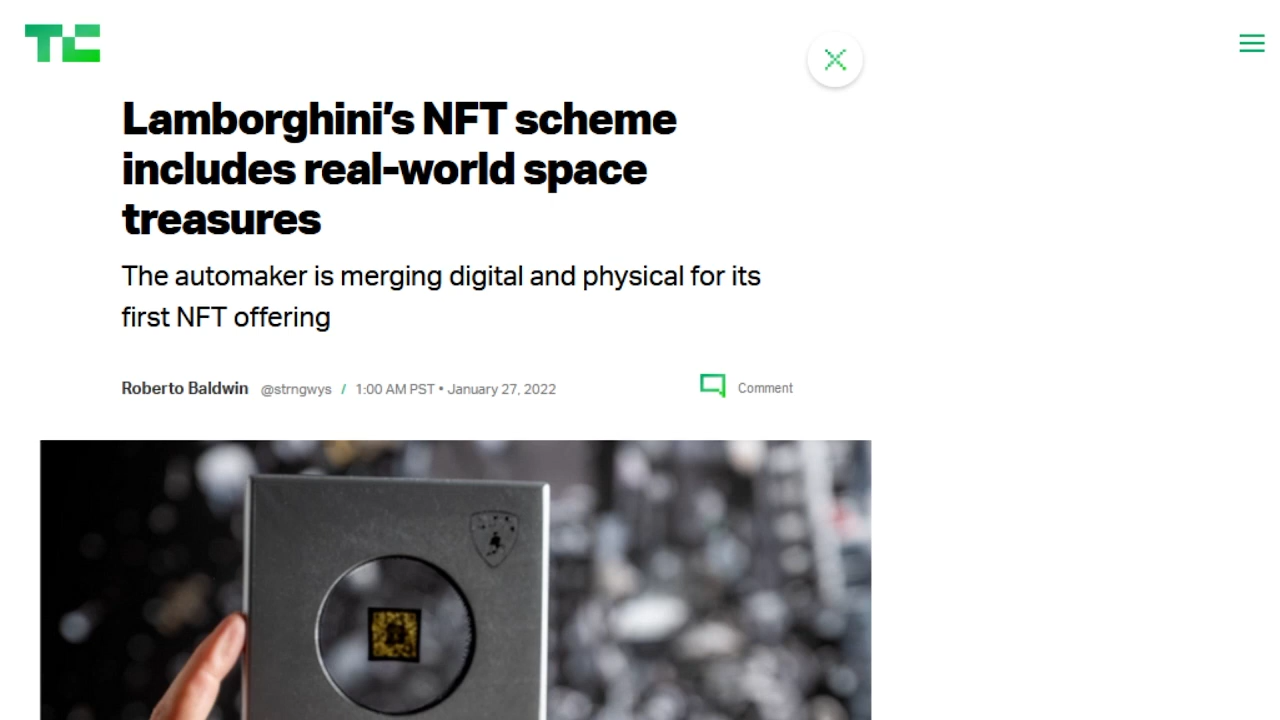 TC
Lamborghini’s NFT scheme
includes real-world space
treasures
The automaker is merging digital and physical for its
first NFT offering
Roberto Baldwin @strngwys / 1:00 AM PST • January 27, 2022
Comment